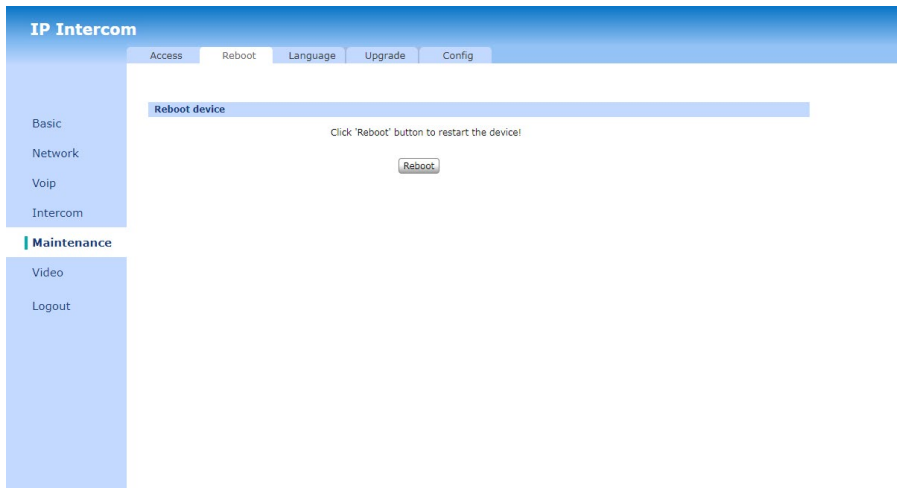 IP Intercom
Access Reboot Language Upgrade Config
Reboot device
Click 'Reboot' button to restart the device!
Reboot
Basic
Network
Voip
Intercom
Maintenance
Video
Logout